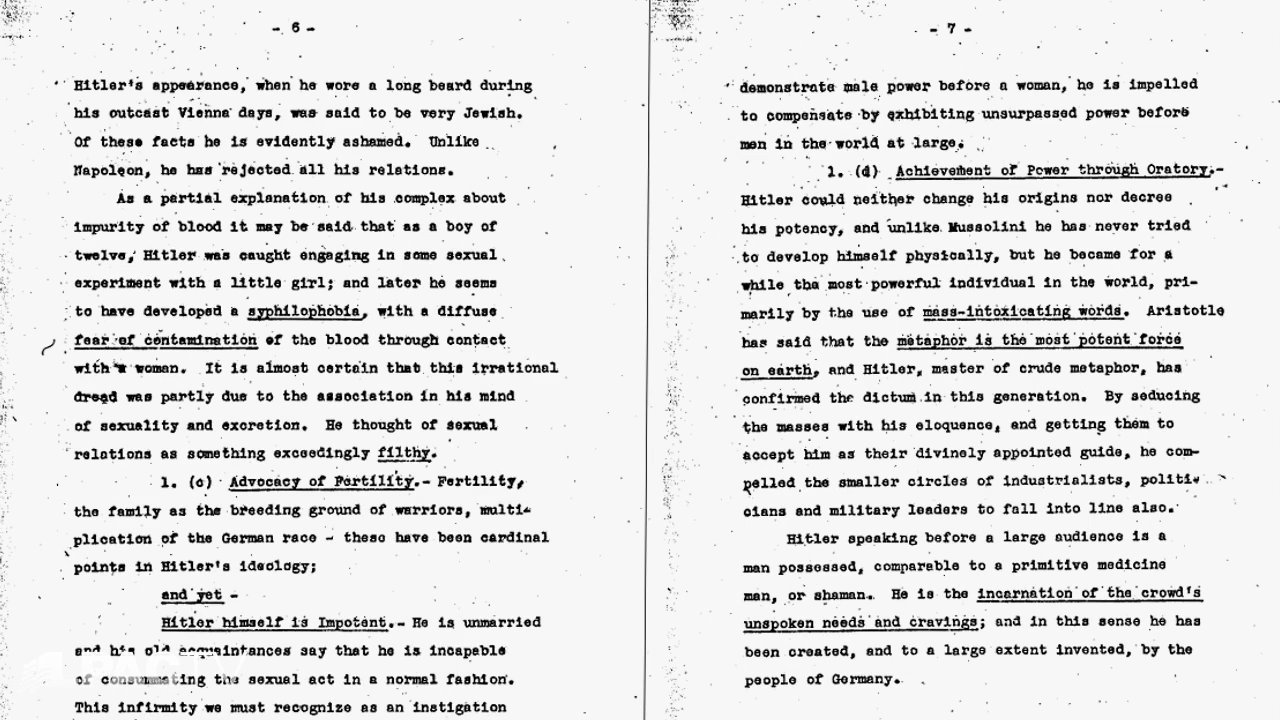 - 6 -
Hitler's appearance, when he wore a long beard during
his outcast Vienna days, was said to be very Jewish.
Of these facts he is evidently ashamed. Unlike
Napoleon, he has rejected all his relations.
As a partial explanation of his complex about
impurity of blood it may be said that as a boy of
twelve, Hitler was caught engaging in some sexual
experiment with a little girl; and later he seems
to have developed a syphilophobia, with a diffuse
fear of contamination of the blood through contact
with a woman. It is almost certain that this irrational
dread was partly due to the association in his mind
of sexuality and excretion. He thought of sexual
relations as something exceedingly filthy.
1. (c) Advocacy of Fertility.- Fertility,
the family as the breeding ground of warriors, multi-
plication of the German race - these have been cardinal
points in Hitler's ideology;
and yet -
Hitler himself is Impotent.- He is unmarried
and his old acquaintances say that he is incapable
of consummating the sexual act in a normal fashion.
This infirmity we must recognize as an instigation
PACTV
- 7 -
demonstrate male power before a woman, he is impelled
to compensate by exhibiting unsurpassed power before
men in the world at large.
1. (d) Achievement of Power through Oratory.-
Hitler could neither change his origins nor decree
his potency, and unlike Mussolini he has never tried
to develop himself physically, but he became for a
while the most powerful individual in the world, pri-
marily by the use of mass-intoxicating words. Aristotle
has said that the metaphor is the most potent force
on earth, and Hitler, master of crude metaphor, has
confirmed the dictum in this generation. By seducing
the masses with his eloquence, and getting them to
accept him as their divinely appointed guide, he com-
pelled the smaller circles of industrialists, politi-
cians and military leaders to fall into line also.
Hitler speaking before a large audience is a
man possessed, comparable to a primitive medicine
man, or shaman. He is the incarnation of the crowd's
unspoken needs and cravings; and in this sense he has
been created, and to a large extent invented, by the
people of Germany.